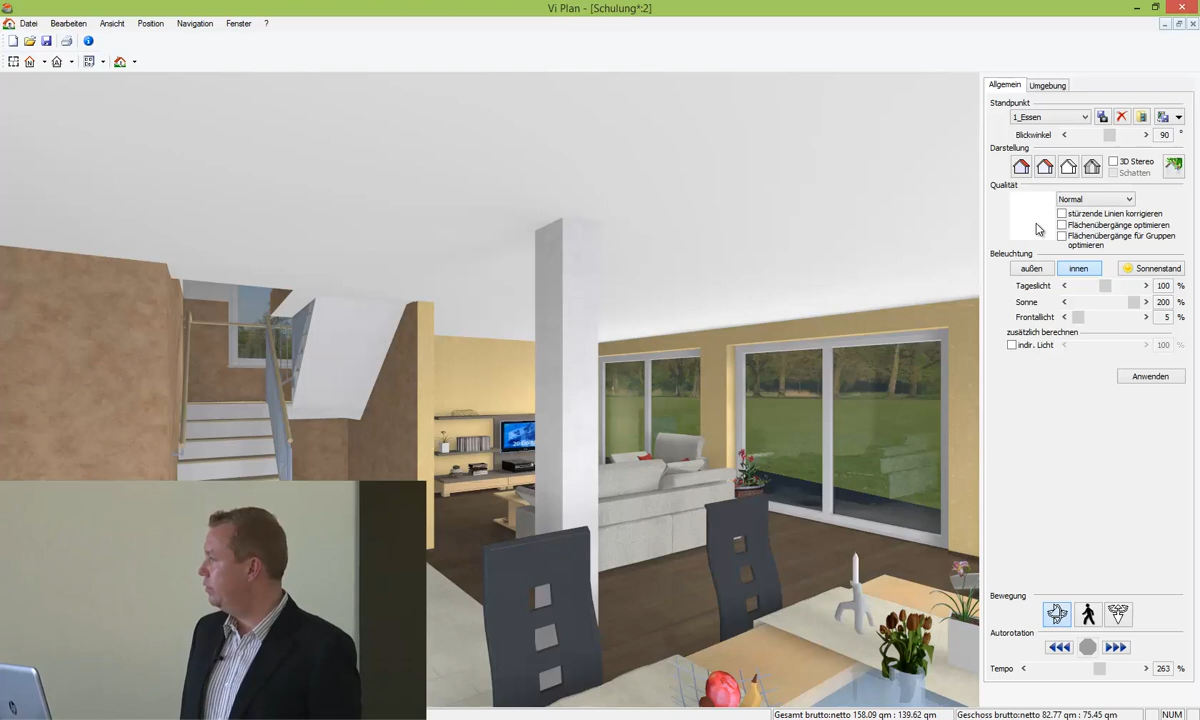 Vi Plan - [Schulung*:2]
Datei Bearbeiten Ansicht Position Navigation Fenster ?
Allgemein Umgebung
Standpunkt
1_Essen
Blickwinkel < > 90 °
Darstellung
3D Stereo
Schatten
Qualität
Normal
stürzende Linien korrigieren
Flächenübergänge optimieren
Flächenübergänge für Gruppen
optimieren
Beleuchtung
außen innen Sonnenstand
Tageslicht < > 100 %
Sonne < > 200 %
Frontallicht < > 5 %
zusätzlich berechnen
indir. Licht < > 100 %
Anwenden
Bewegung
Autorotation
Tempo < > 263 %
Gesamt brutto:netto 158.09 qm : 139.62 qm Geschoss brutto:netto 82.77 qm : 75.45 qm NUM